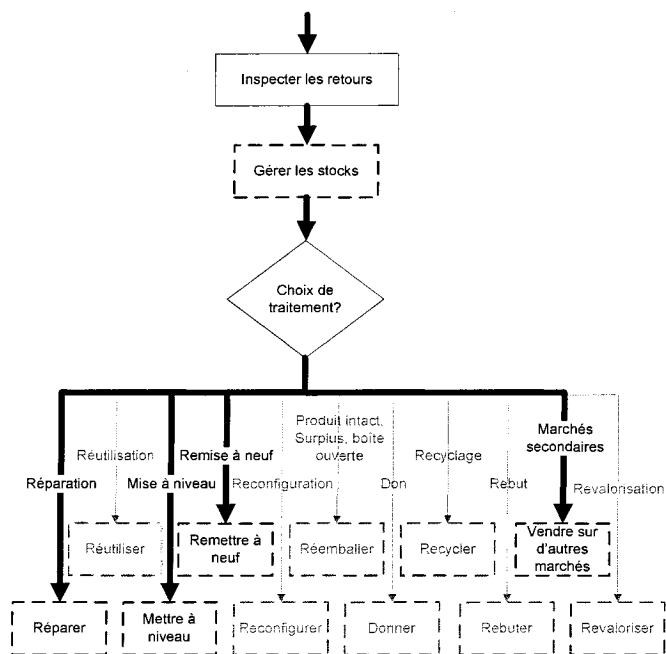 Inspecter les retours
Gérer les stocks
Choix de
traitement?
Produit intact,
Surplus, boîte
ouverte
Marchés
secondaires
Réutilisation
Remise à neuf
Recyclage
Réparation
Mise à niveau
Reconfiguration
Don
Rebut
Revalorisation
Réutiliser
Remettre à
neuf
Réemballer
Recycler
Vendre sur
d'autres
marchés
Réparer
Mettre à
niveau
Reconfigurer
Donner
Rebuter
Revaloriser